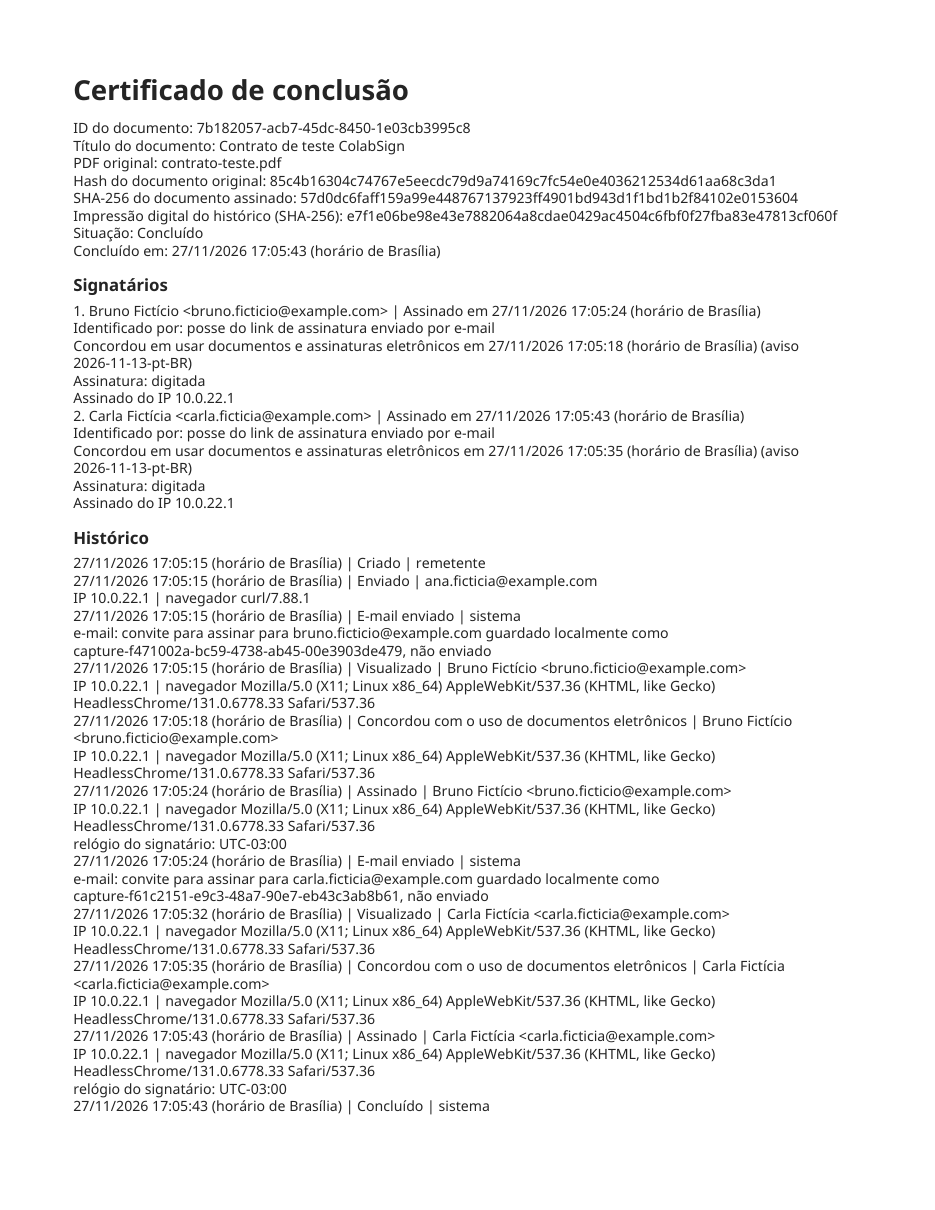 Certificado de conclusão
ID do documento: 7b182057-acb7-45dc-8450-1e03cb3995c8
Título do documento: Contrato de teste ColabSign
PDF original: contrato-teste.pdf
Hash do documento original: 85c4b16304c74767e5eecdc79d9a74169c7fc54e0e4036212534d61aa68c3da1
SHA-256 do documento assinado: 57d0dc6faff159a99e448767137923ff4901bd943d1f1bd1b2f84102e0153604
Impressão digital do histórico (SHA-256): e7f1e06be98e43e7882064a8cdae0429ac4504c6fbf0f27fba83e47813cf060f
Situação: Concluído
Concluído em: 27/11/2026 17:05:43 (horário de Brasília)
Signatários
1. Bruno Fictício <bruno.ficticio@example.com> | Assinado em 27/11/2026 17:05:24 (horário de Brasília)
Identificado por: posse do link de assinatura enviado por e-mail
Concordou em usar documentos e assinaturas eletrônicos em 27/11/2026 17:05:18 (horário de Brasília) (aviso
2026-11-13-pt-BR)
Assinatura: digitada
Assinado do IP 10.0.22.1
2. Carla Fictícia <carla.ficticia@example.com> | Assinado em 27/11/2026 17:05:43 (horário de Brasília)
Identificado por: posse do link de assinatura enviado por e-mail
Concordou em usar documentos e assinaturas eletrônicos em 27/11/2026 17:05:35 (horário de Brasília) (aviso
2026-11-13-pt-BR)
Assinatura: digitada
Assinado do IP 10.0.22.1
Histórico
27/11/2026 17:05:15 (horário de Brasília) | Criado | remetente
27/11/2026 17:05:15 (horário de Brasília) | Enviado | ana.ficticia@example.com
IP 10.0.22.1 | navegador curl/7.88.1
27/11/2026 17:05:15 (horário de Brasília) | E-mail enviado | sistema
e-mail: convite para assinar para bruno.ficticio@example.com guardado localmente como
capture-f471002a-bc59-4738-ab45-00e3903de479, não enviado
27/11/2026 17:05:15 (horário de Brasília) | Visualizado | Bruno Fictício <bruno.ficticio@example.com>
IP 10.0.22.1 | navegador Mozilla/5.0 (X11; Linux x86_64) AppleWebKit/537.36 (KHTML, like Gecko)
HeadlessChrome/131.0.6778.33 Safari/537.36
27/11/2026 17:05:18 (horário de Brasília) | Concordou com o uso de documentos eletrônicos | Bruno Fictício
<bruno.ficticio@example.com>
IP 10.0.22.1 | navegador Mozilla/5.0 (X11; Linux x86_64) AppleWebKit/537.36 (KHTML, like Gecko)
HeadlessChrome/131.0.6778.33 Safari/537.36
27/11/2026 17:05:24 (horário de Brasília) | Assinado | Bruno Fictício <bruno.ficticio@example.com>
IP 10.0.22.1 | navegador Mozilla/5.0 (X11; Linux x86_64) AppleWebKit/537.36 (KHTML, like Gecko)
HeadlessChrome/131.0.6778.33 Safari/537.36
relógio do signatário: UTC-03:00
27/11/2026 17:05:24 (horário de Brasília) | E-mail enviado | sistema
e-mail: convite para assinar para carla.ficticia@example.com guardado localmente como
capture-f61c2151-e9c3-48a7-90e7-eb43c3ab8b61, não enviado
27/11/2026 17:05:32 (horário de Brasília) | Visualizado | Carla Fictícia <carla.ficticia@example.com>
IP 10.0.22.1 | navegador Mozilla/5.0 (X11; Linux x86_64) AppleWebKit/537.36 (KHTML, like Gecko)
HeadlessChrome/131.0.6778.33 Safari/537.36
27/11/2026 17:05:35 (horário de Brasília) | Concordou com o uso de documentos eletrônicos | Carla Fictícia
<carla.ficticia@example.com>
IP 10.0.22.1 | navegador Mozilla/5.0 (X11; Linux x86_64) AppleWebKit/537.36 (KHTML, like Gecko)
HeadlessChrome/131.0.6778.33 Safari/537.36
27/11/2026 17:05:43 (horário de Brasília) | Assinado | Carla Fictícia <carla.ficticia@example.com>
IP 10.0.22.1 | navegador Mozilla/5.0 (X11; Linux x86_64) AppleWebKit/537.36 (KHTML, like Gecko)
HeadlessChrome/131.0.6778.33 Safari/537.36
relógio do signatário: UTC-03:00
27/11/2026 17:05:43 (horário de Brasília) | Concluído | sistema